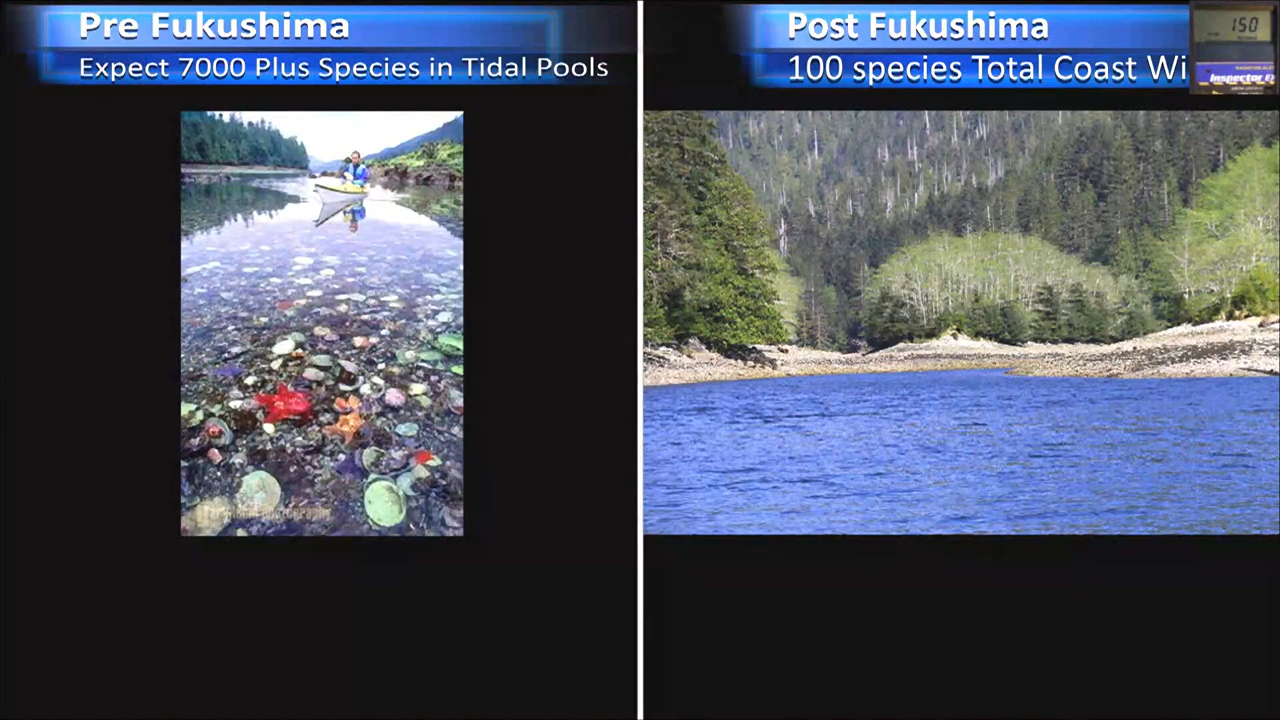 Pre Fukushima
Expect 7000 Plus Species in Tidal Pools
Post Fukushima
100 species Total Coast Wi
150
Inspector